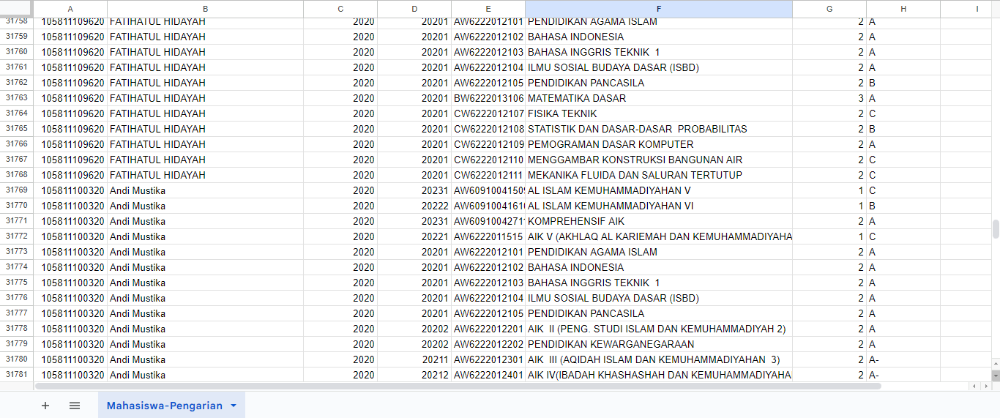 A B C D E F G H I
31758 105811109620 FATIHATUL HIDAYAH 2020 20201 AW6222012101 PENDIDIKAN AGAMA ISLAM 2 A
31759 105811109620 FATIHATUL HIDAYAH 2020 20201 AW6222012102 BAHASA INDONESIA 2 A
31760 105811109620 FATIHATUL HIDAYAH 2020 20201 AW6222012103 BAHASA INGGRIS TEKNIK 1 2 A
31761 105811109620 FATIHATUL HIDAYAH 2020 20201 AW6222012104 ILMU SOSIAL BUDAYA DASAR (ISBD) 2 A
31762 105811109620 FATIHATUL HIDAYAH 2020 20201 AW6222012105 PENDIDIKAN PANCASILA 2 B
31763 105811109620 FATIHATUL HIDAYAH 2020 20201 BW6222013106 MATEMATIKA DASAR 3 A
31764 105811109620 FATIHATUL HIDAYAH 2020 20201 CW6222012107 FISIKA TEKNIK 2 C
31765 105811109620 FATIHATUL HIDAYAH 2020 20201 CW6222012108 STATISTIK DAN DASAR-DASAR PROBABILITAS 2 B
31766 105811109620 FATIHATUL HIDAYAH 2020 20201 CW6222012109 PEMOGRAMAN DASAR KOMPUTER 2 A
31767 105811109620 FATIHATUL HIDAYAH 2020 20201 CW6222012110 MENGGAMBAR KONSTRUKSI BANGUNAN AIR 2 C
31768 105811109620 FATIHATUL HIDAYAH 2020 20201 CW6222012111 MEKANIKA FLUIDA DAN SALURAN TERTUTUP 2 C
31769 105811100320 Andi Mustika 2020 20231 AL ISLAM KEMUHAMMADIYAHAN V 1 C
31770 105811100320 Andi Mustika 2020 20222 AL ISLAM KEMUHAMMADIYAHAN VI 1 B
31771 105811100320 Andi Mustika 2020 20231 KOMPREHENSIF AIK 2 A
31772 105811100320 Andi Mustika 2020 20221 AW6222011515 AIK V (AKHLAQ AL KARIEMAH DAN KEMUHAMMADIYAHA 1 C
31773 105811100320 Andi Mustika 2020 20201 AW6222012101 PENDIDIKAN AGAMA ISLAM 2 A
31774 105811100320 Andi Mustika 2020 20201 AW6222012102 BAHASA INDONESIA 2 A
31775 105811100320 Andi Mustika 2020 20201 AW6222012103 BAHASA INGGRIS TEKNIK 1 2 A
31776 105811100320 Andi Mustika 2020 20201 AW6222012104 ILMU SOSIAL BUDAYA DASAR (ISBD) 2 A
31777 105811100320 Andi Mustika 2020 20201 AW6222012105 PENDIDIKAN PANCASILA 2 A
31778 105811100320 Andi Mustika 2020 20202 AW6222012201 AIK II (PENG. STUDI ISLAM DAN KEMUHAMMADIYAH 2) 2 A
31779 105811100320 Andi Mustika 2020 20202 AW6222012202 PENDIDIKAN KEWARGANEGARAAN 2 A
31780 105811100320 Andi Mustika 2020 20211 AW6222012301 AIK III (AQIDAH ISLAM DAN KEMUHAMMADIYAHAN 3) 2 A-
31781 105811100320 Andi Mustika 2020 20212 AW6222012401 AIK IV(IBADAH KHASHASHAH DAN KEMUHAMMADIYAHA 2 A-
Mahasiswa-Pengarian